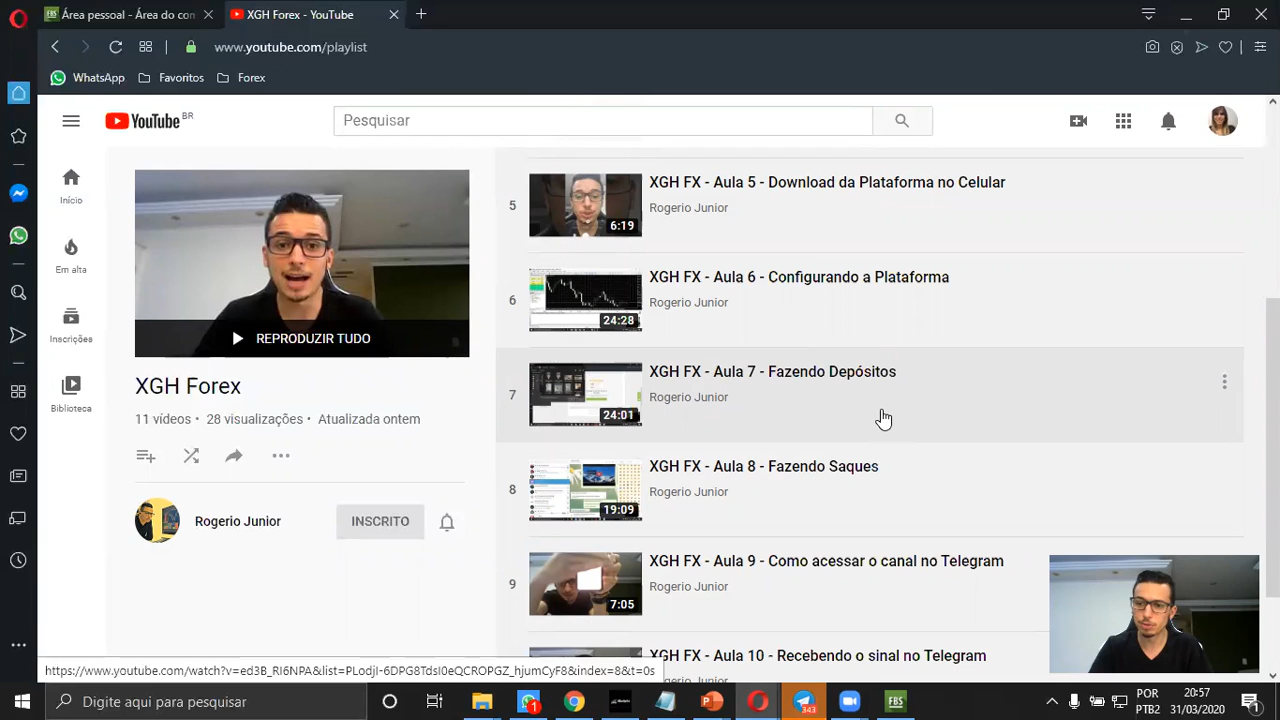 Área pessoal - Área do con
XGH Forex - YouTube
www.youtube.com/playlist
WhatsApp
Favoritos
Forex
YouTube BR
Pesquisar
Início
Em alta
Inscrições
Biblioteca
REPRODUZIR TUDO
XGH Forex
11 vídeos • 28 visualizações • Atualizada ontem
Rogerio Junior
INSCRITO
5
6:19
XGH FX - Aula 5 - Download da Plataforma no Celular
Rogerio Junior
6
24:28
XGH FX - Aula 6 - Configurando a Plataforma
Rogerio Junior
7
24:01
XGH FX - Aula 7 - Fazendo Depósitos
Rogerio Junior
8
19:09
XGH FX - Aula 8 - Fazendo Saques
Rogerio Junior
9
7:05
XGH FX - Aula 9 - Como acessar o canal no Telegram
Rogerio Junior
XGH FX - Aula 10 - Recebendo o sinal no Telegram
https://www.youtube.com/watch?v=ed3B_RI6NPA&list=PLodjI-6DPG8TdsI0eQCROPGZ_hjumCyF8&index=8&t=0s
Digite aqui para pesquisar
1
343
FBS
POR
PTB2
20:57
31/03/2020
1